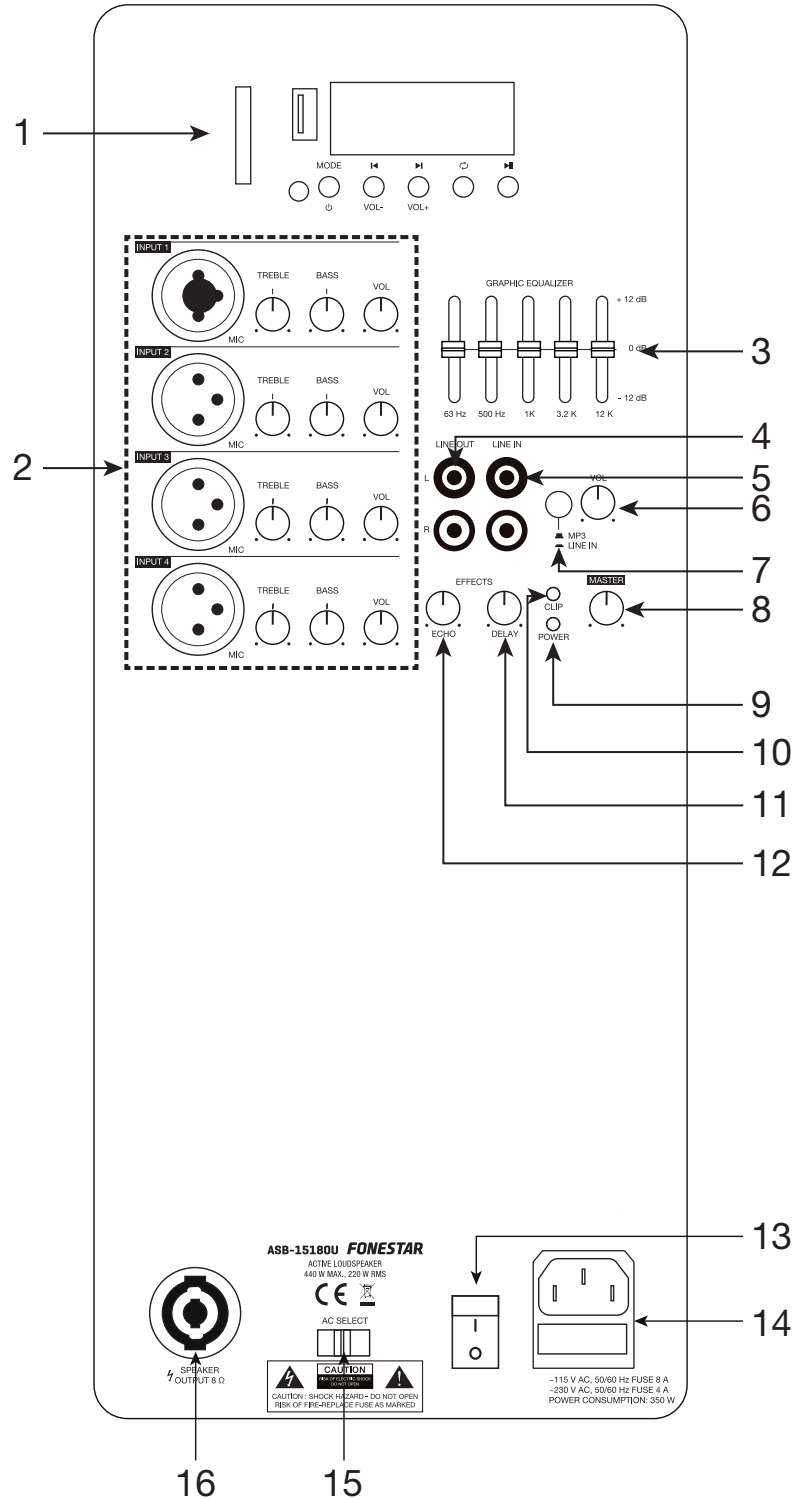 1
MODE
VOL-
VOL+
INPUT 1
TREBLE BASS VOL
MIC
INPUT 2
TREBLE BASS VOL
MIC
2
INPUT 3
TREBLE BASS VOL
MIC
INPUT 4
TREBLE BASS VOL
MIC
GRAPHIC EQUALIZER
+ 12 dB
0 dB
- 12 dB
63 Hz 500 Hz 1K 3.2 K 12 K
3
LINE OUT LINE IN
L
R
4
5
VOL
6
MP3
LINE IN
7
EFFECTS
ECHO DELAY
CLIP
POWER
MASTER
8
9
10
11
12
ASB-15180U FONESTAR
ACTIVE LOUDSPEAKER
440 W MAX., 220 W RMS
CE
AC SELECT
CAUTION
RISK OF ELECTRIC SHOCK
DO NOT OPEN
CAUTION : SHOCK HAZARD - DO NOT OPEN
RISK OF FIRE-REPLACE FUSE AS MARKED
SPEAKER
OUTPUT 8 Ω
13
14
~115 V AC, 50/60 Hz FUSE 8 A
~230 V AC, 50/60 Hz FUSE 4 A
POWER CONSUMPTION: 350 W
16
15